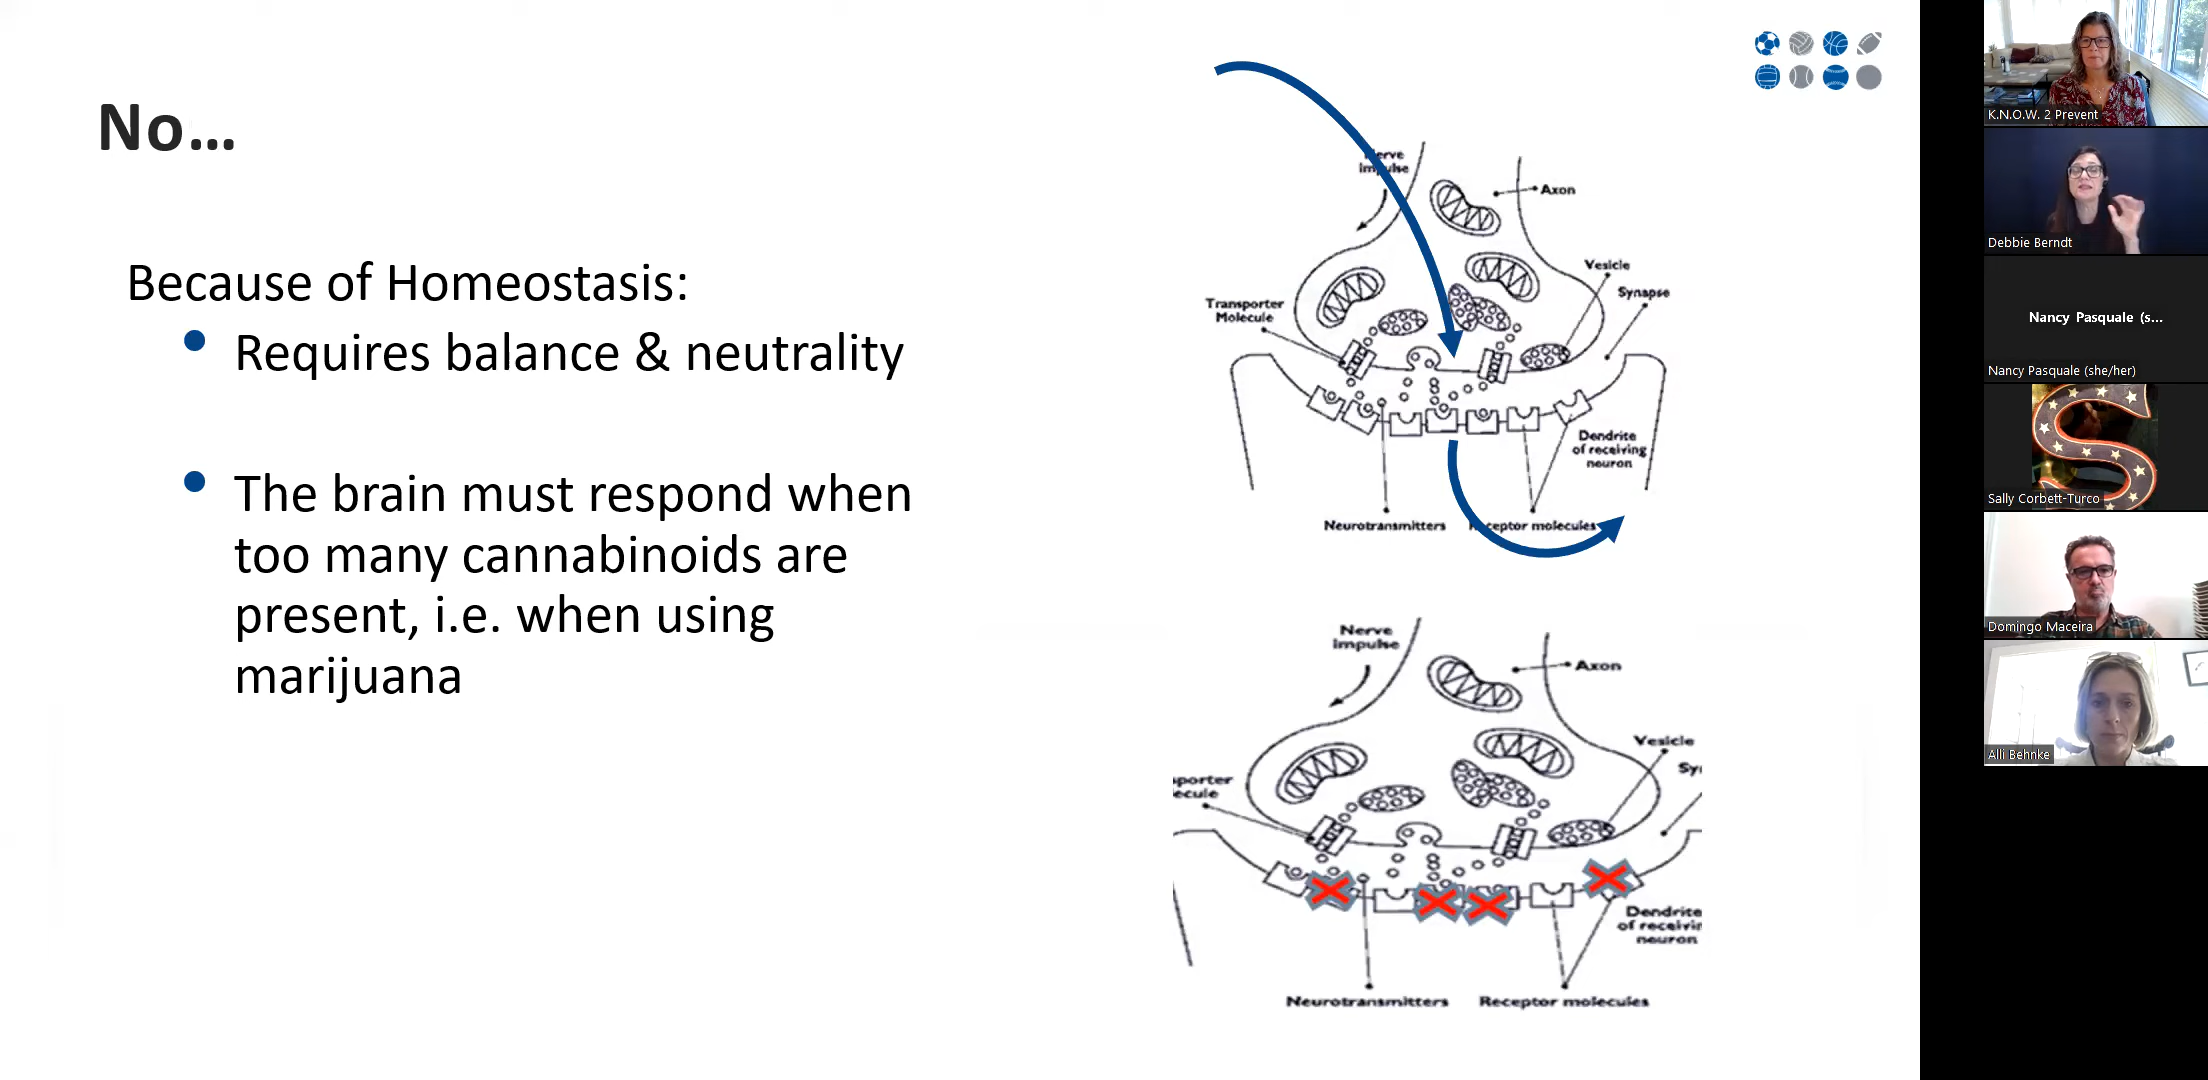 No...
Because of Homeostasis:
Requires balance & neutrality
The brain must respond when
too many cannabinoids are
present, i.e. when using
marijuana
Nerve
impulse
Axon
Vesicle
Synapse
Transporter
Molecule
Dendrite
of receiving
neuron
Neurotransmitters
Receptor molecules
Nerve
impulse
Axon
Vesicle
Sy
porter
ecule
Dendrite
of receivin
neuron
Neurotransmitters
Receptor molecules
K.N.O.W. 2 Prevent
Debbie Berndt
Nancy Pasquale (s...
Nancy Pasquale (she/her)
S
Sally Corbett-Turco
Domingo Maceira
Alli Behnke